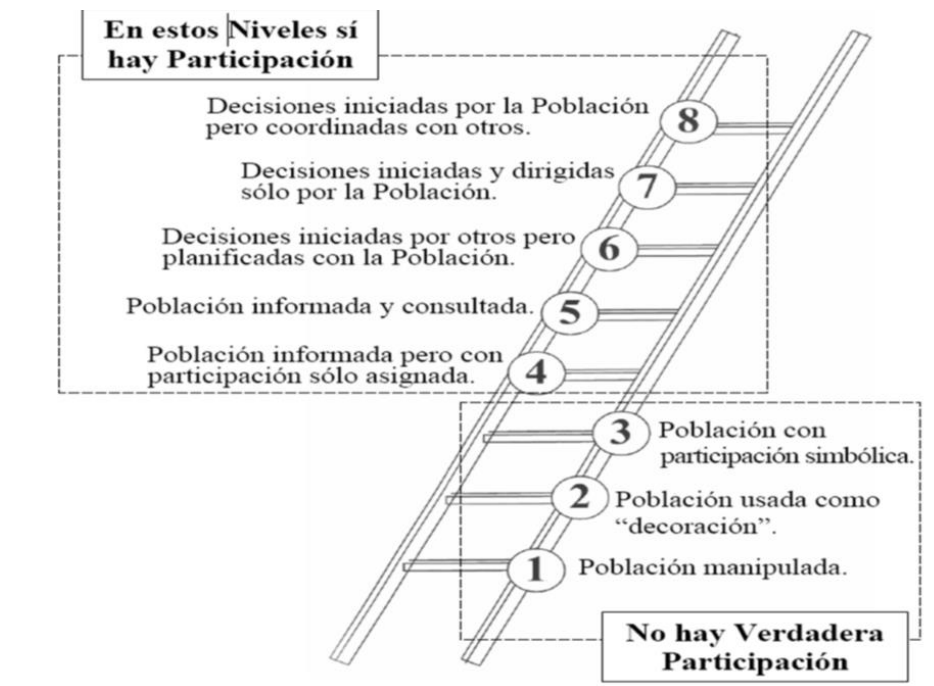 En estos Niveles sí
hay Participación
Decisiones iniciadas por la Población
pero coordinadas con otros.
8
Decisiones iniciadas y dirigidas
sólo por la Población.
7
Decisiones iniciadas por otros pero
planificadas con la Población.
6
Población informada y consultada.
5
Población informada pero con
participación sólo asignada.
4
3
Población con
participación simbólica.
2
Población usada como
“decoración”.
1
Población manipulada.
No hay Verdadera
Participación